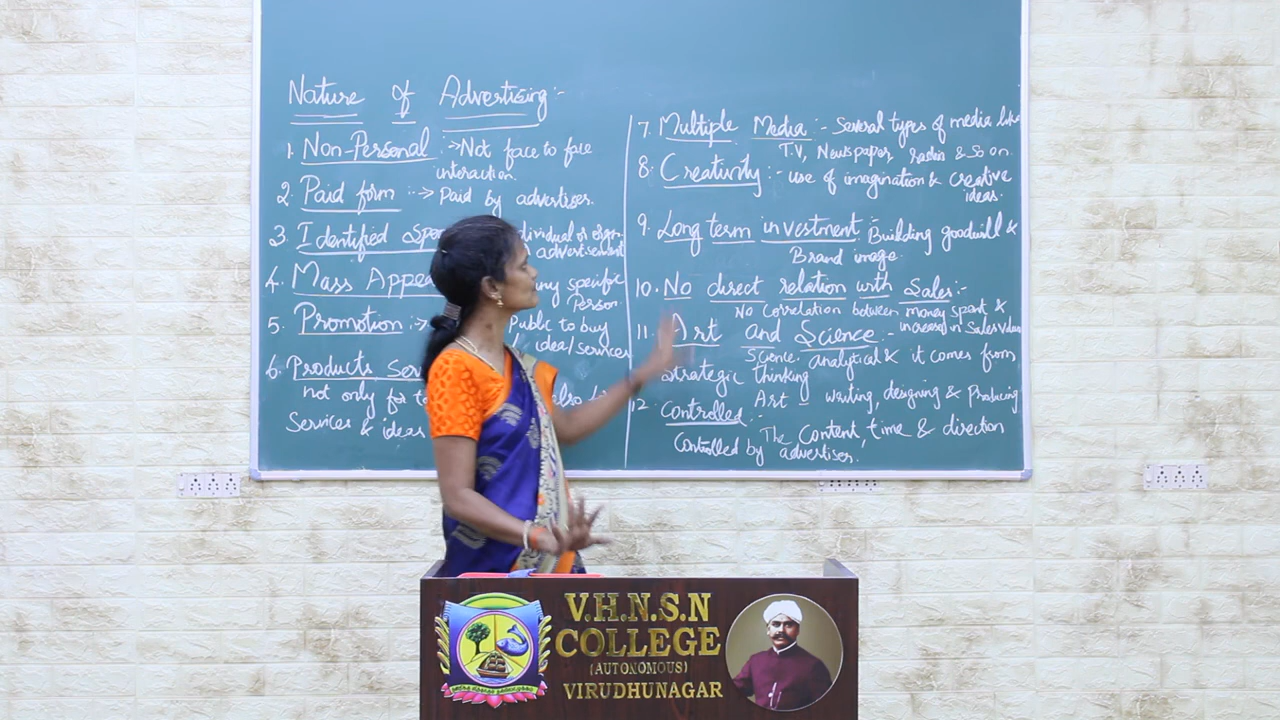 Nature of Advertising:-
1. Non-Personal :→ Not face to face
interaction.
2. Paid form :→ Paid by advertiser.
3. Identified
advertisement
4. Mass Appea
any specific
Person.
5. Promotion :→ Public to buy
idea/services
6. Products Ser
not only for also
Services & ideas
7. Multiple Media :- Several types of media like
T.V, Newspaper, & So on.
8. Creativity :- use of imagination & creative
ideas.
9. Long term investment :- Building goodwill &
Brand image.
10. No direct relation with Sales:-
No Correlation between money spent &
increased in Sales
11. Art and Science -
Science. analytical & it comes from
strategic thinking
Art - writing, designing & Producing
12. Controlled :-
The Content, time & direction
Controlled by advertiser.
V.H.N.S.N
COLLEGE
(AUTONOMOUS)
VIRUDHUNAGAR